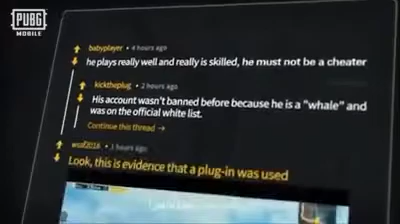 PUBG
MOBILE
babyplayer • 4 hours ago
he plays really well and really is skilled, he must not be a cheater
kicktheplug • 2 hours ago
His account wasn't banned before because he is a "whale" and
was on the official white list.
Continue this thread →
wolf2016 • 1 hours ago
Look, this is evidence that a plug-in was used